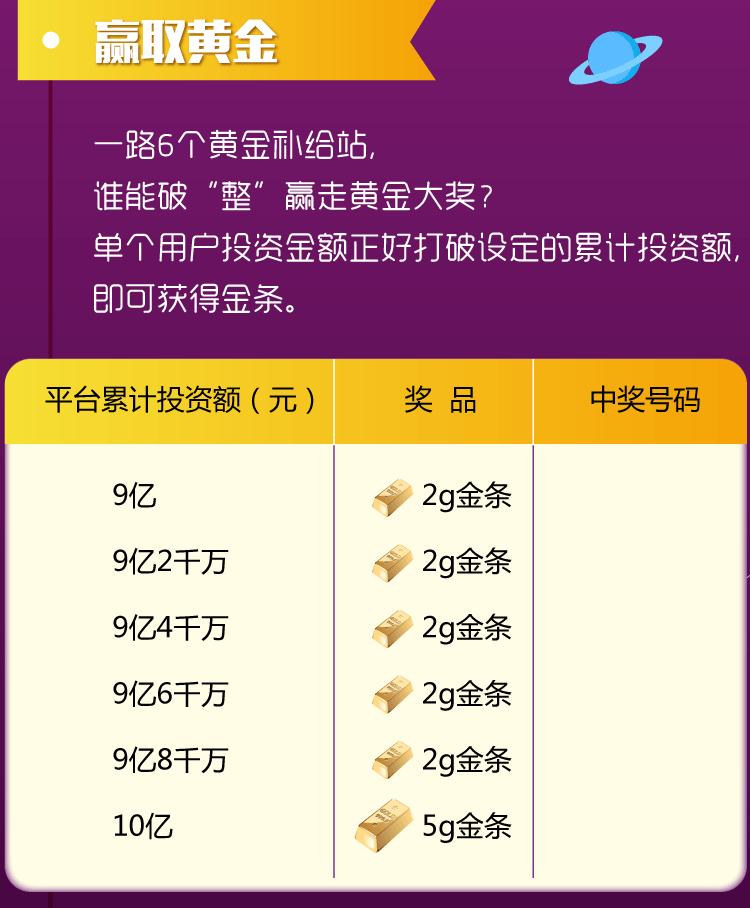 赢取黄金
一路6个黄金补给站,
谁能破“整”赢走黄金大奖?
单个用户投资金额正好打破设定的累计投资额,
即可获得金条。
平台累计投资额（元） 奖 品 中奖号码
9亿 2g金条
9亿2千万 2g金条
9亿4千万 2g金条
9亿6千万 2g金条
9亿8千万 2g金条
10亿 5g金条